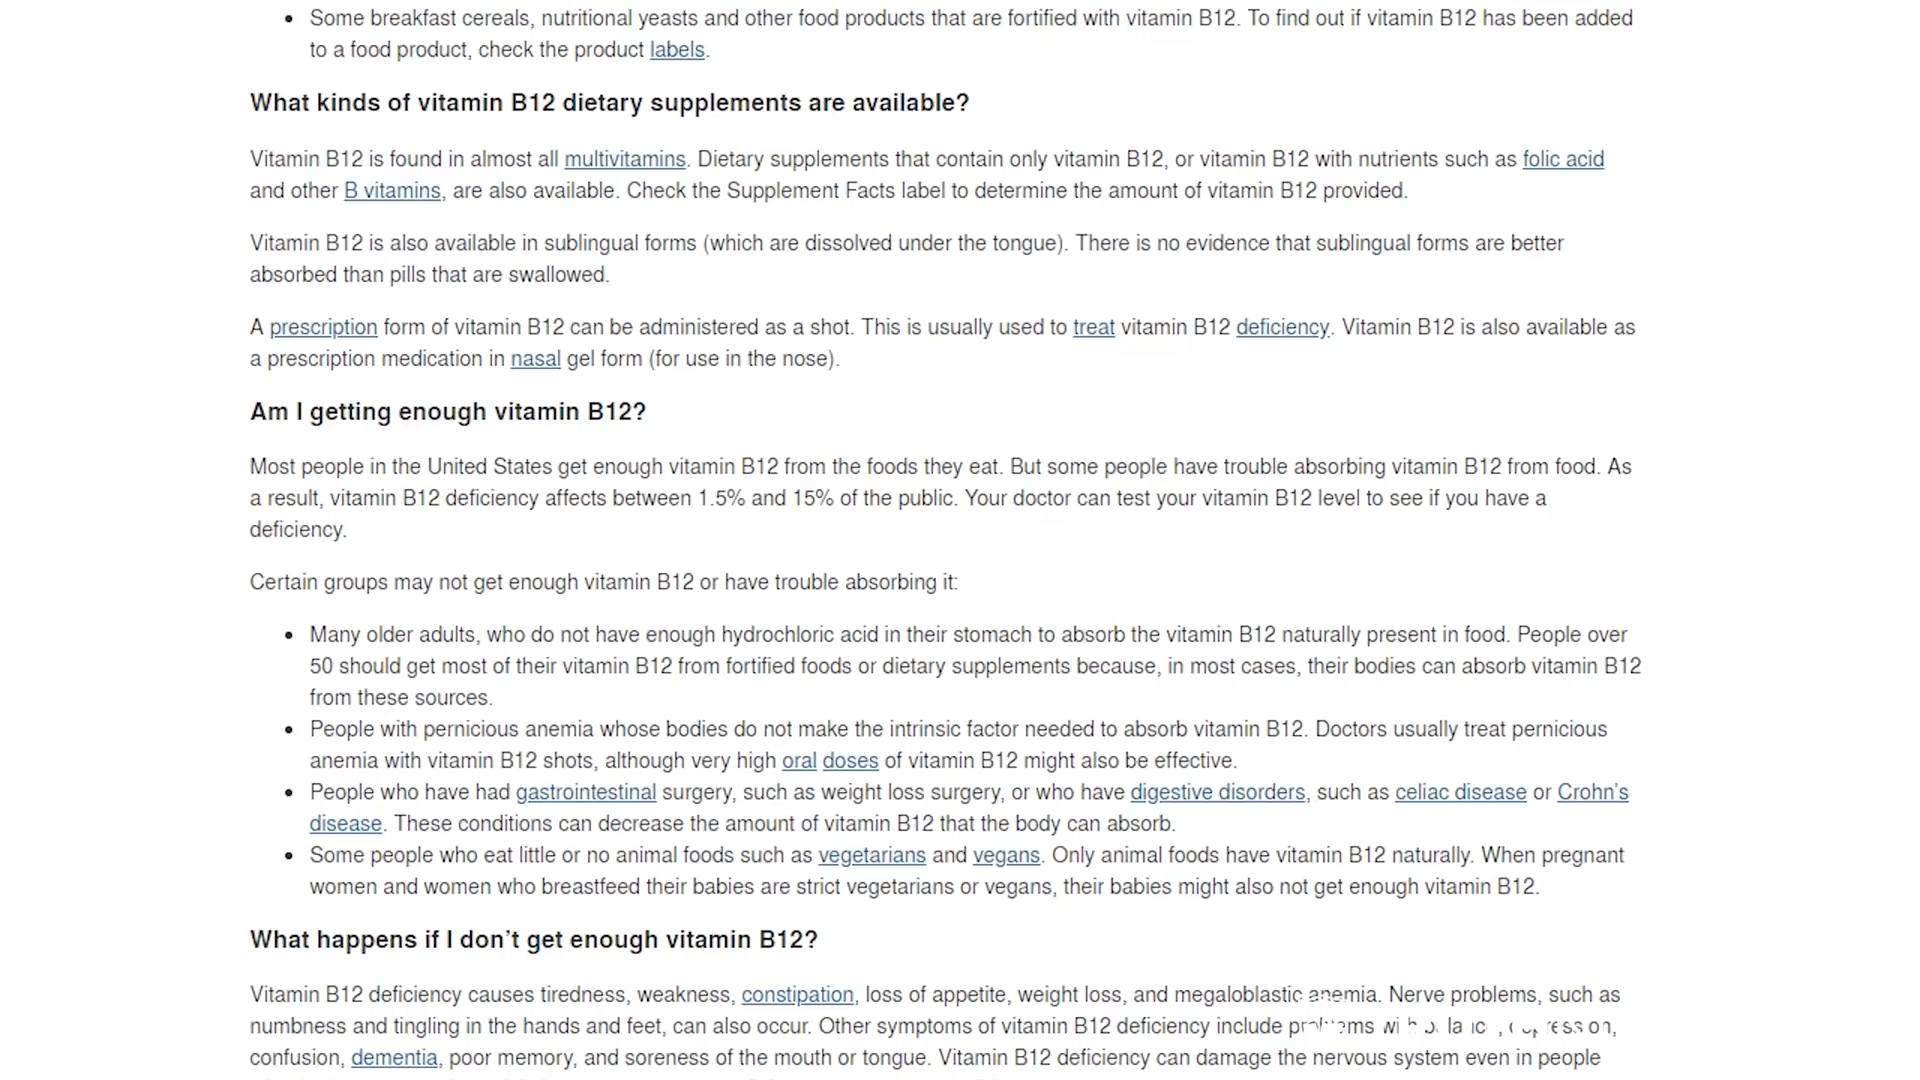 Some breakfast cereals, nutritional yeasts and other food products that are fortified with vitamin B12. To find out if vitamin B12 has been added
to a food product, check the product labels.
What kinds of vitamin B12 dietary supplements are available?
Vitamin B12 is found in almost all multivitamins. Dietary supplements that contain only vitamin B12, or vitamin B12 with nutrients such as folic acid
and other B vitamins, are also available. Check the Supplement Facts label to determine the amount of vitamin B12 provided.
Vitamin B12 is also available in sublingual forms (which are dissolved under the tongue). There is no evidence that sublingual forms are better
absorbed than pills that are swallowed.
A prescription form of vitamin B12 can be administered as a shot. This is usually used to treat vitamin B12 deficiency. Vitamin B12 is also available as
a prescription medication in nasal gel form (for use in the nose).
Am I getting enough vitamin B12?
Most people in the United States get enough vitamin B12 from the foods they eat. But some people have trouble absorbing vitamin B12 from food. As
a result, vitamin B12 deficiency affects between 1.5% and 15% of the public. Your doctor can test your vitamin B12 level to see if you have a
deficiency.
Certain groups may not get enough vitamin B12 or have trouble absorbing it:
Many older adults, who do not have enough hydrochloric acid in their stomach to absorb the vitamin B12 naturally present in food. People over
50 should get most of their vitamin B12 from fortified foods or dietary supplements because, in most cases, their bodies can absorb vitamin B12
from these sources.
People with pernicious anemia whose bodies do not make the intrinsic factor needed to absorb vitamin B12. Doctors usually treat pernicious
anemia with vitamin B12 shots, although very high oral doses of vitamin B12 might also be effective.
People who have had gastrointestinal surgery, such as weight loss surgery, or who have digestive disorders, such as celiac disease or Crohn's
disease. These conditions can decrease the amount of vitamin B12 that the body can absorb.
Some people who eat little or no animal foods such as vegetarians and vegans. Only animal foods have vitamin B12 naturally. When pregnant
women and women who breastfeed their babies are strict vegetarians or vegans, their babies might also not get enough vitamin B12.
What happens if I don't get enough vitamin B12?
Vitamin B12 deficiency causes tiredness, weakness, constipation, loss of appetite, weight loss, and megaloblastic anemia. Nerve problems, such as
numbness and tingling in the hands and feet, can also occur. Other symptoms of vitamin B12 deficiency include
confusion, dementia, poor memory, and soreness of the mouth or tongue. Vitamin B12 deficiency can damage the nervous system even in people